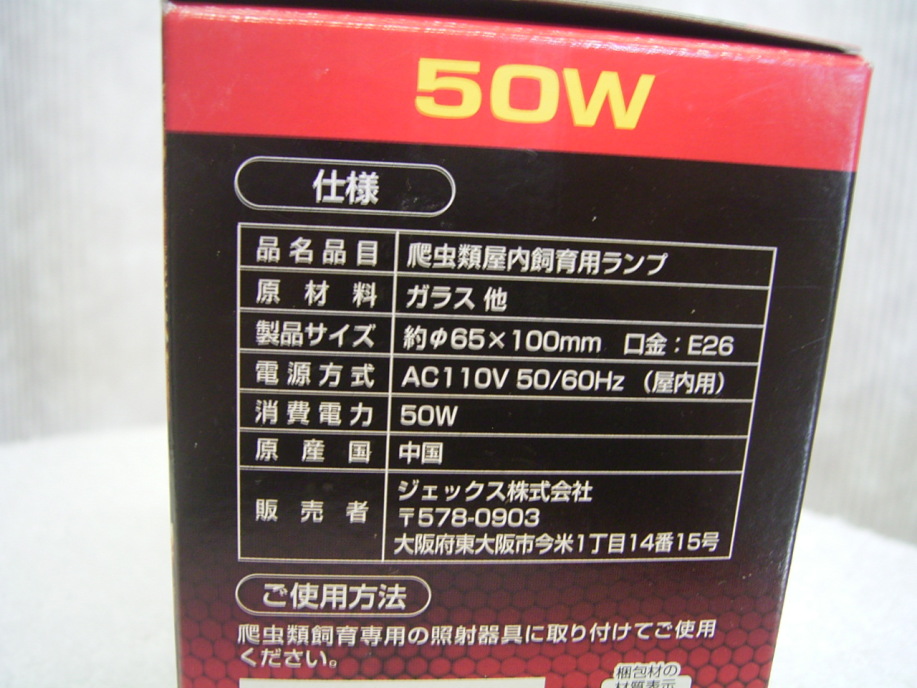 50W
仕様
品名品目 爬虫類屋内飼育用ランプ
原材料 ガラス 他
製品サイズ 約φ65×100mm 口金：E26
電源方式 AC110V 50/60Hz （屋内用）
消費電力 50W
原産国 中国
販売者 ジェックス株式会社
〒578-0903
大阪府東大阪市今米1丁目14番15号
ご使用方法
爬虫類飼育専用の照射器具に取り付けてご使用
ください。
梱包材の
材質表示